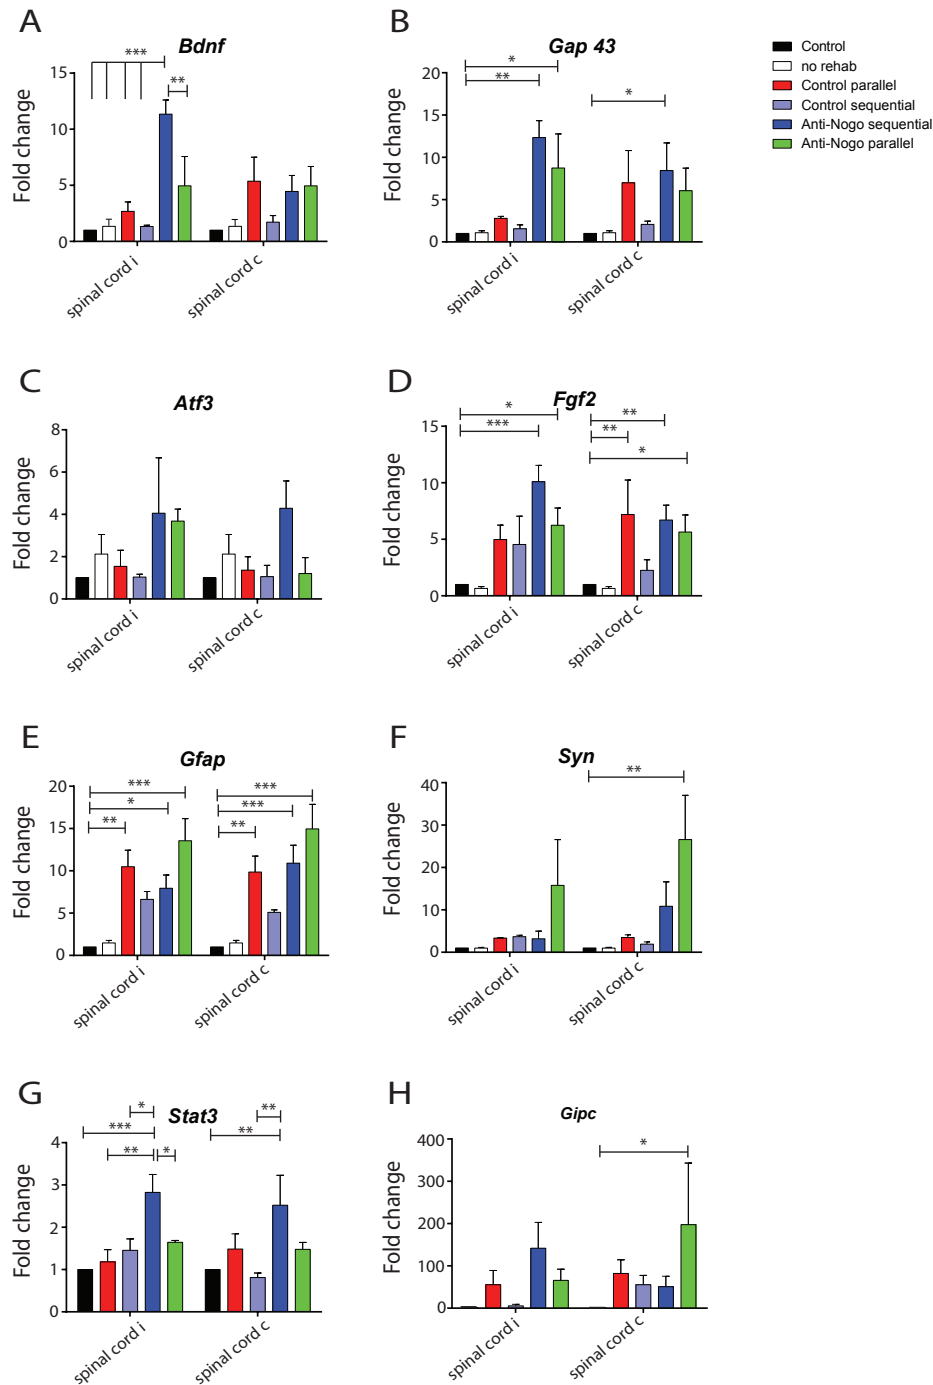 A
Bdnf
Fold change
15
10
5
0
***
**
spinal cord i
spinal cord c
B
Gap 43
Fold change
20
15
10
5
0
*
**
*
spinal cord i
spinal cord c
Control
no rehab
Control parallel
Control sequential
Anti-Nogo sequential
Anti-Nogo parallel
C
Atf3
Fold change
8
6
4
2
0
spinal cord i
spinal cord c
D
Fgf2
Fold change
15
10
5
0
*
***
**
**
*
spinal cord i
spinal cord c
E
Gfap
Fold change
20
15
10
5
0
***
*
**
***
***
**
spinal cord i
spinal cord c
F
Syn
Fold change
40
30
20
10
0
**
spinal cord i
spinal cord c
G
Stat3
Fold change
4
3
2
1
0
*
***
**
*
**
**
spinal cord i
spinal cord c
H
Gipc
Fold change
400
300
200
100
0
*
spinal cord i
spinal cord c